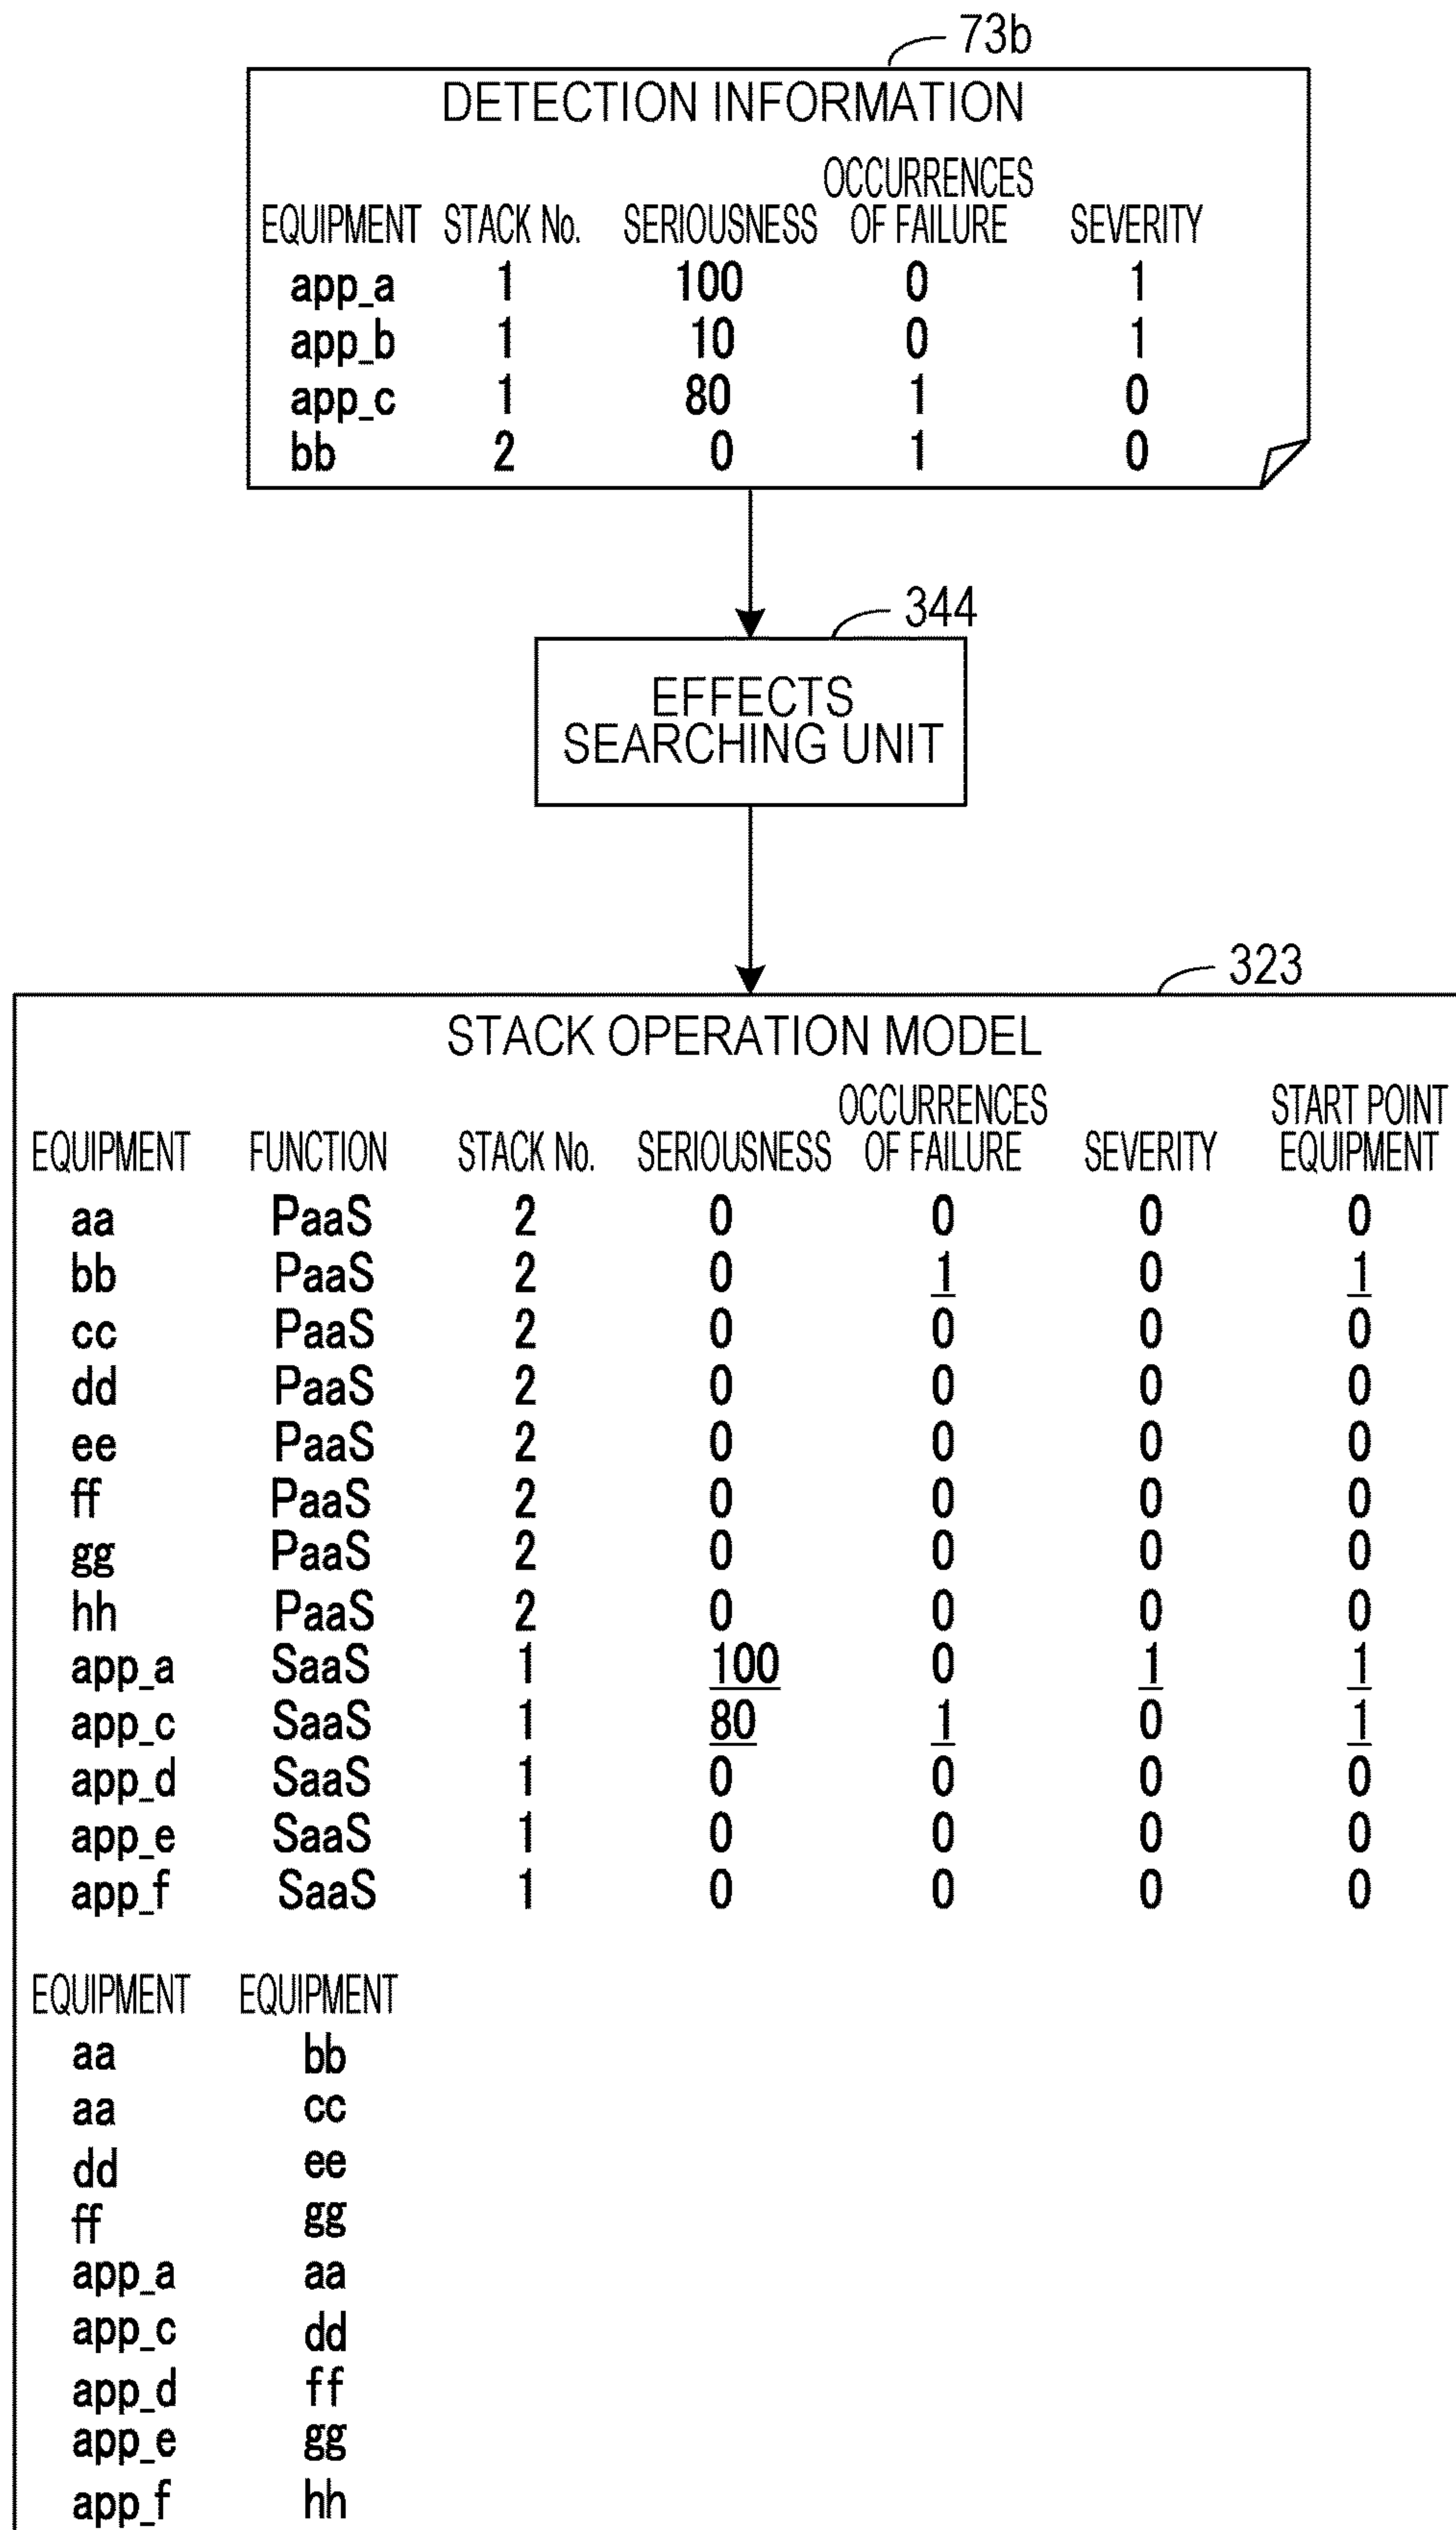 73b
DETECTION INFORMATION
EQUIPMENT STACK No. SERIOUSNESS OCCURRENCES OF FAILURE SEVERITY
app_a 1 100 0 1
app_b 1 10 0 1
app_c 1 80 1 0
bb 2 0 1 0
344
EFFECTS
SEARCHING UNIT
323
STACK OPERATION MODEL
EQUIPMENT FUNCTION STACK No. SERIOUSNESS OCCURRENCES OF FAILURE SEVERITY START POINT EQUIPMENT
aa PaaS 2 0 0 0 0
bb PaaS 2 0 1 0 1
cc PaaS 2 0 0 0 0
dd PaaS 2 0 0 0 0
ee PaaS 2 0 0 0 0
ff PaaS 2 0 0 0 0
gg PaaS 2 0 0 0 0
hh PaaS 2 0 0 0 0
app_a SaaS 1 100 0 1 1
app_c SaaS 1 80 1 0 1
app_d SaaS 1 0 0 0 0
app_e SaaS 1 0 0 0 0
app_f SaaS 1 0 0 0 0
EQUIPMENT EQUIPMENT
aa bb
aa cc
dd ee
ff gg
app_a aa
app_c dd
app_d ff
app_e gg
app_f hh